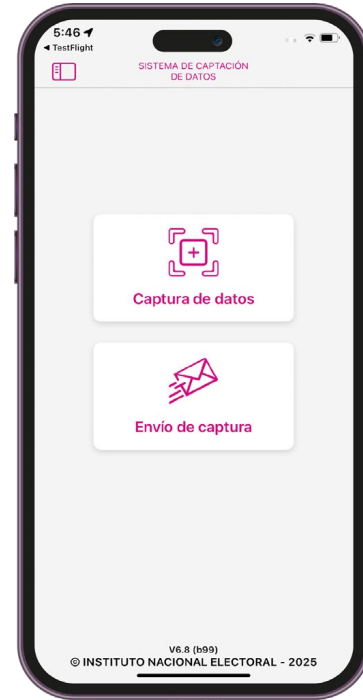 5:46
◀ TestFlight
SISTEMA DE CAPTACIÓN
DE DATOS
Captura de datos
Envío de captura
V6.8 (b99)
© INSTITUTO NACIONAL ELECTORAL - 2025